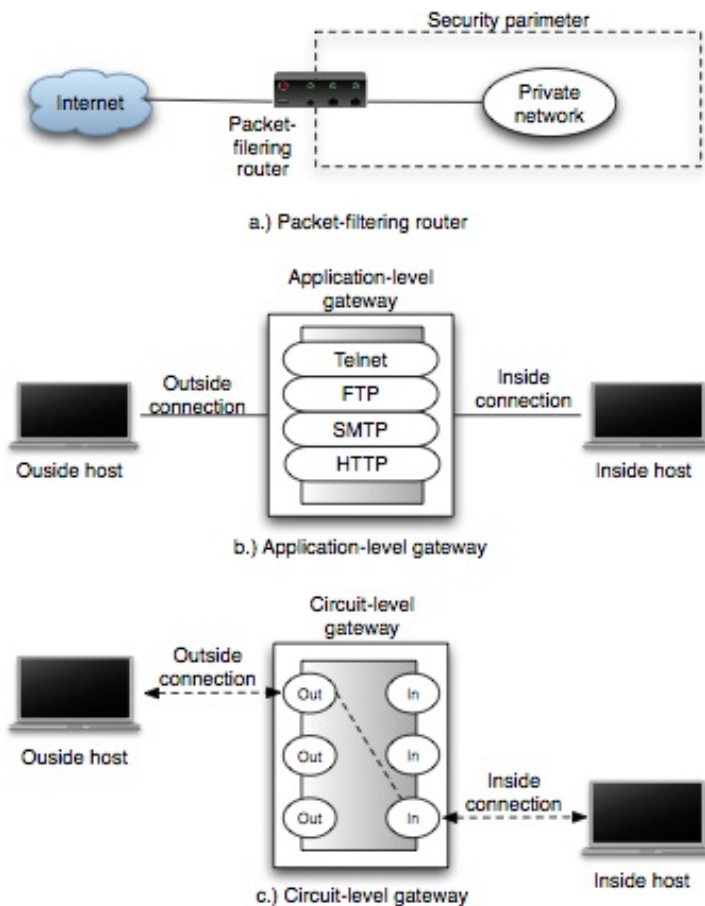 Security parimeter
Internet
Private
network
Packet-
filering
router
a.) Packet-filtering router
Application-level
gateway
Telnet
FTP
SMTP
HTTP
Outside
connection
Inside
connection
Ouside host
Inside host
b.) Application-level gateway
Circuit-level
gateway
Outside
connection
Out
In
Out
In
Out
In
Ouside host
Inside
connection
Inside host
c.) Circuit-level gateway